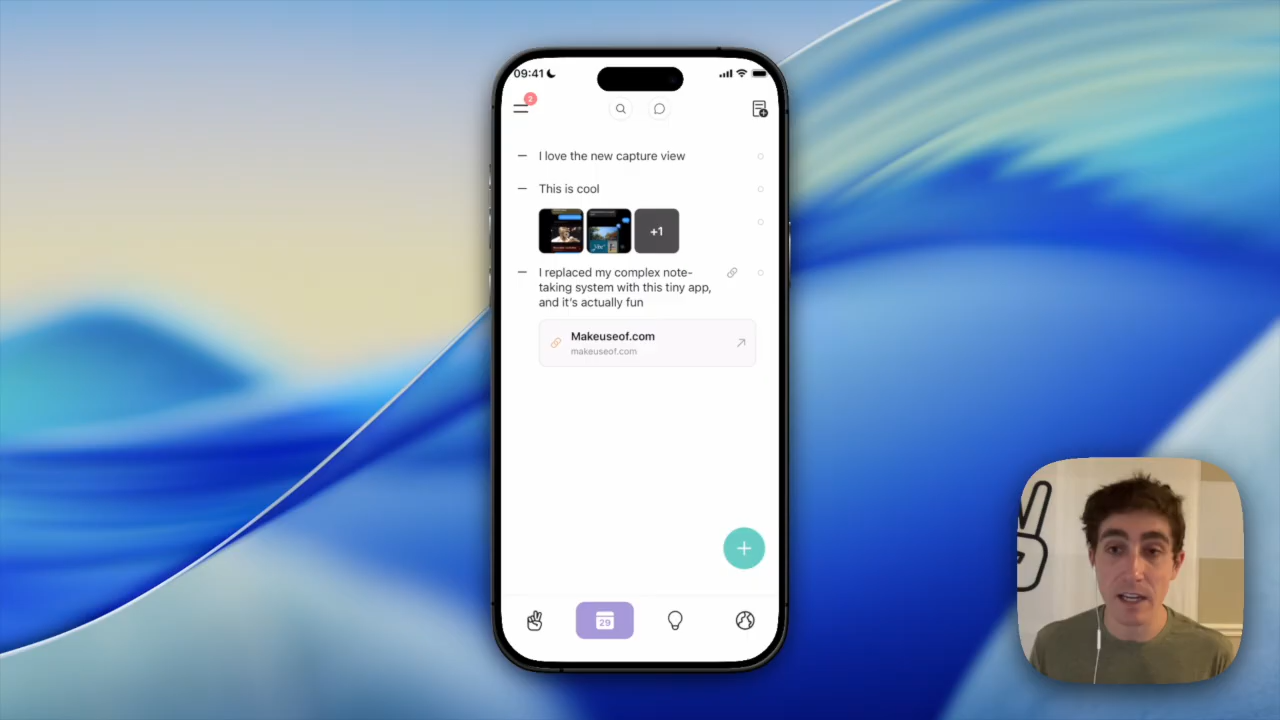 09:41
2
I love the new capture view
This is cool
+1
I replaced my complex note-
taking system with this tiny app,
and it's actually fun
Makeuseof.com
makeuseof.com
29